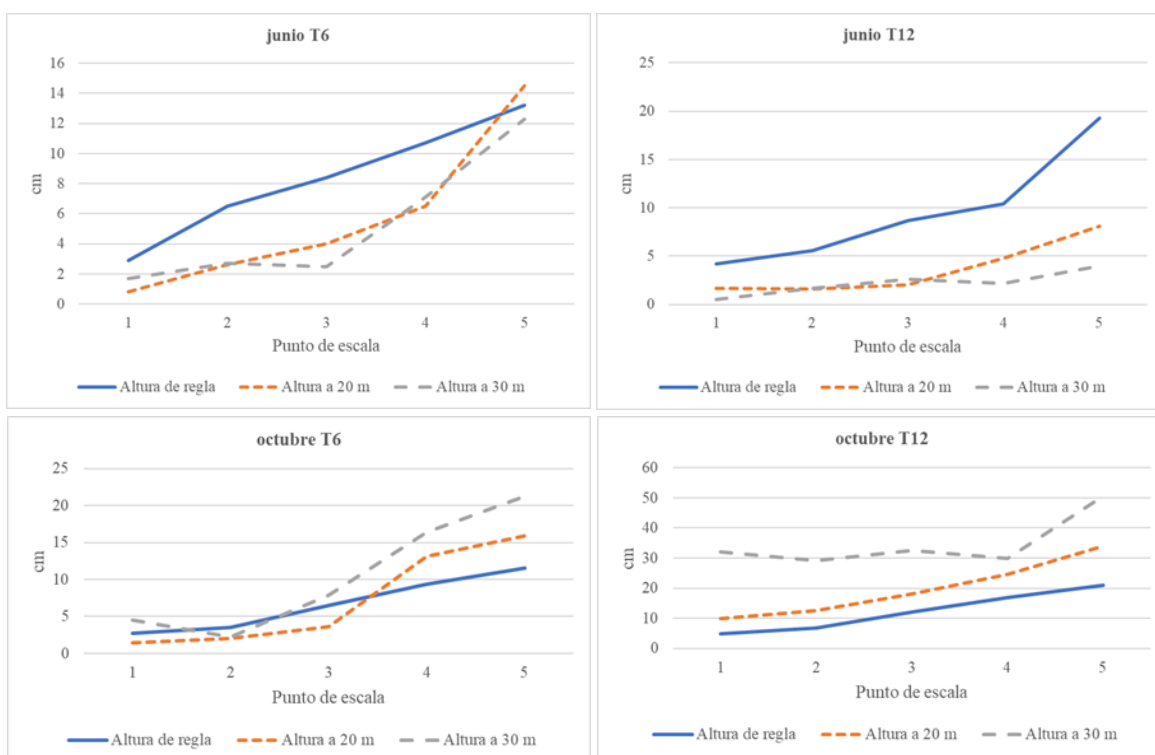 junio T6
16
14
12
10
8
6
4
2
0
cm
1 2 3 4 5
Punto de escala
Altura de regla Altura a 20 m Altura a 30 m
junio T12
25
20
15
10
5
0
cm
1 2 3 4 5
Punto de escala
Altura de regla Altura a 20 m Altura a 30 m
octubre T6
25
20
15
10
5
0
cm
1 2 3 4 5
Punto de escala
Altura de regla Altura a 20 m Altura a 30 m
octubre T12
60
50
40
30
20
10
0
cm
1 2 3 4 5
Punto de escala
Altura de regla Altura a 20 m Altura a 30 m